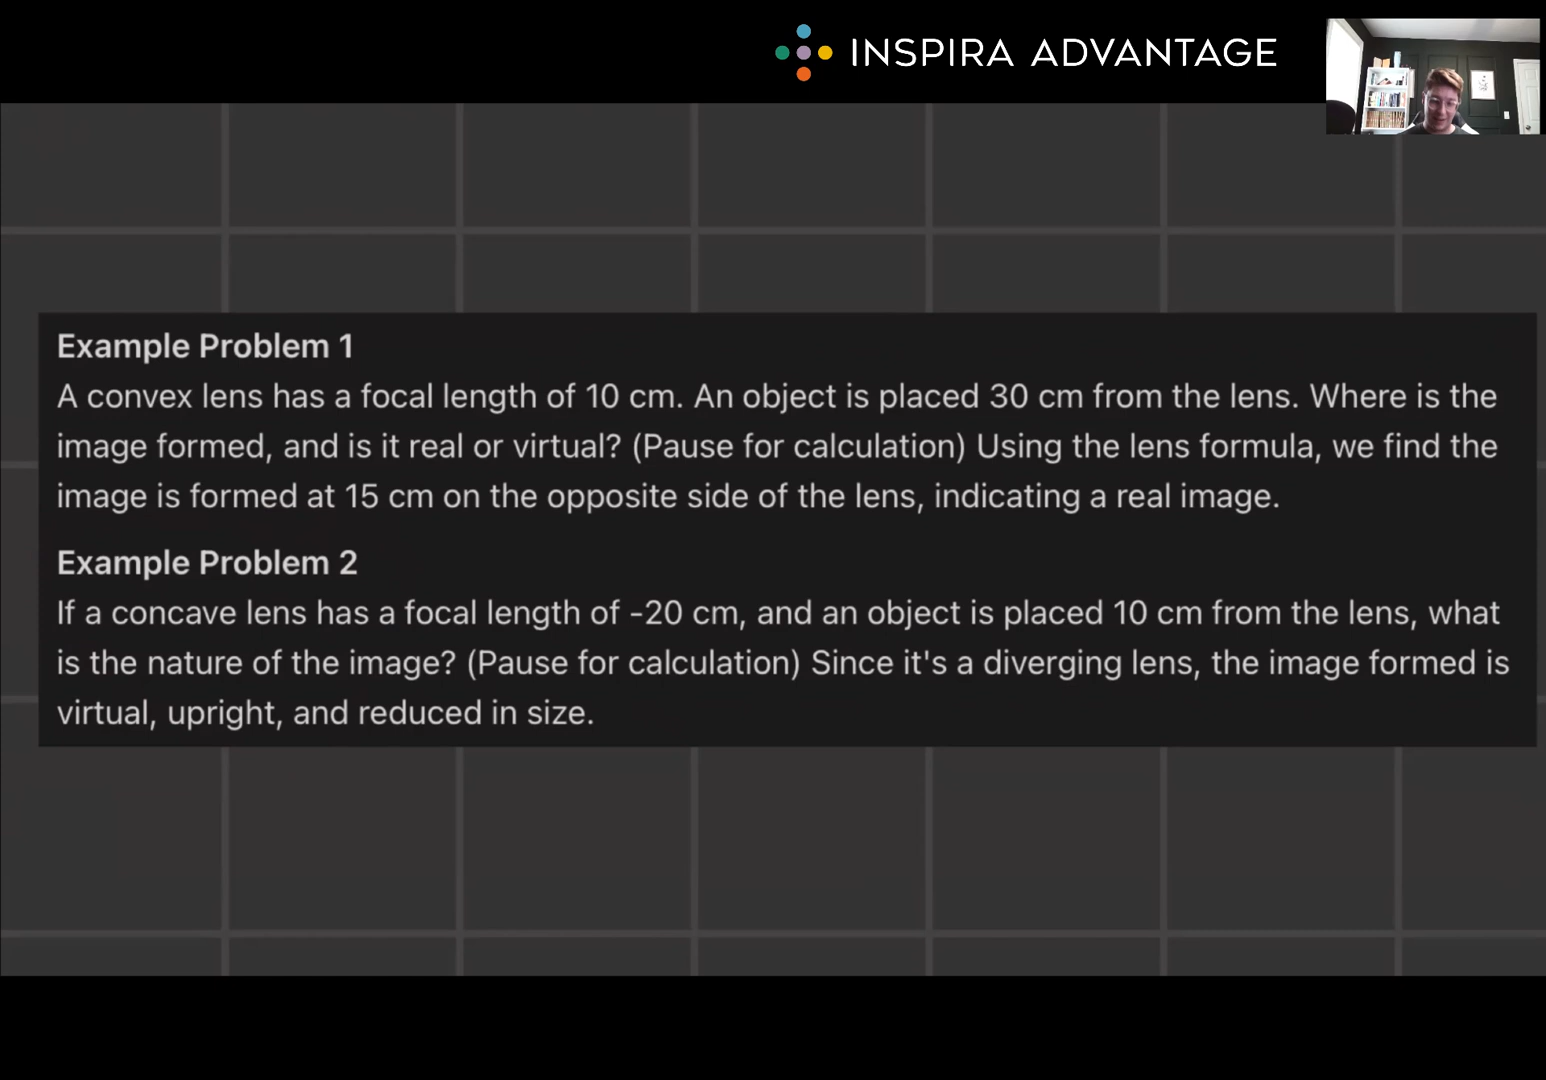 INSPIRA ADVANTAGE
Example Problem 1
A convex lens has a focal length of 10 cm. An object is placed 30 cm from the lens. Where is the
image formed, and is it real or virtual? (Pause for calculation) Using the lens formula, we find the
image is formed at 15 cm on the opposite side of the lens, indicating a real image.
Example Problem 2
If a concave lens has a focal length of -20 cm, and an object is placed 10 cm from the lens, what
is the nature of the image? (Pause for calculation) Since it's a diverging lens, the image formed is
virtual, upright, and reduced in size.